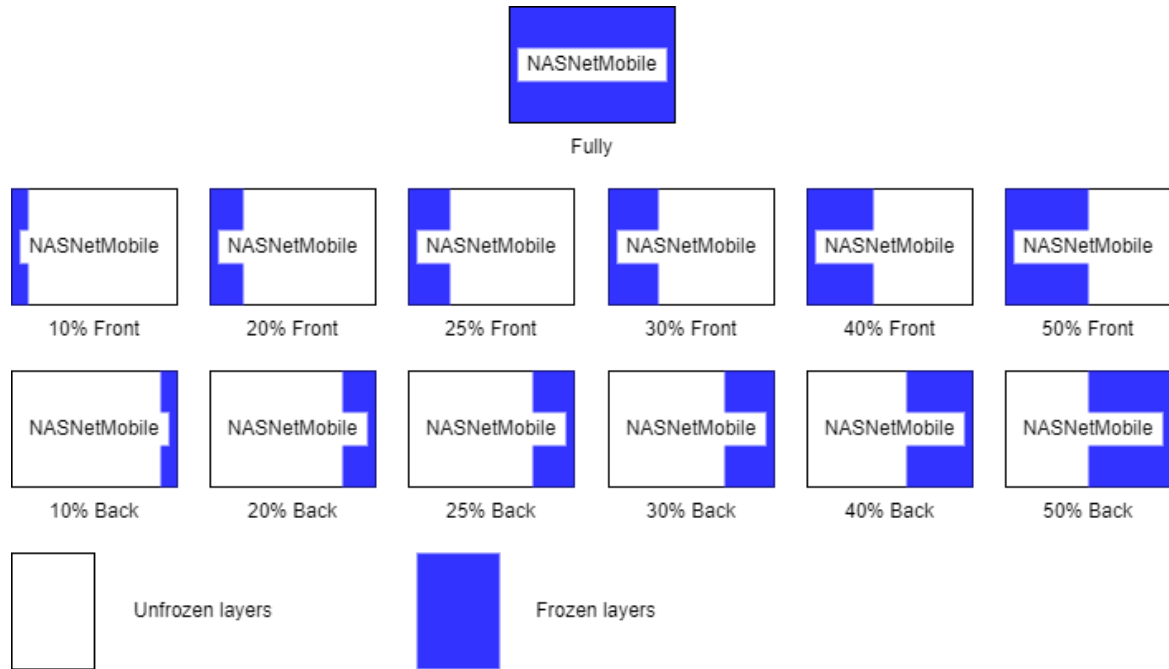 NASNetMobile
Fully
NASNetMobile NASNetMobile NASNetMobile NASNetMobile NASNetMobile NASNetMobile
10% Front 20% Front 25% Front 30% Front 40% Front 50% Front
NASNetMobile NASNetMobile NASNetMobile NASNetMobile NASNetMobile NASNetMobile
10% Back 20% Back 25% Back 30% Back 40% Back 50% Back
Unfrozen layers Frozen layers